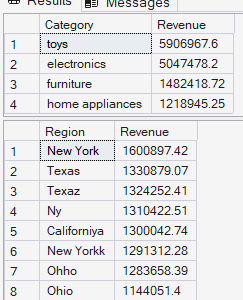 Results Messages
Category Revenue
1 toys 5906967.6
2 electronics 5047478.2
3 furniture 1482418.72
4 home appliances 1218945.25
Region Revenue
1 New York 1600897.42
2 Texas 1330879.07
3 Texaz 1324252.41
4 Ny 1310422.51
5 Californiya 1300042.74
6 New Yorkk 1291312.28
7 Ohho 1283658.39
8 Ohio 1144051.4